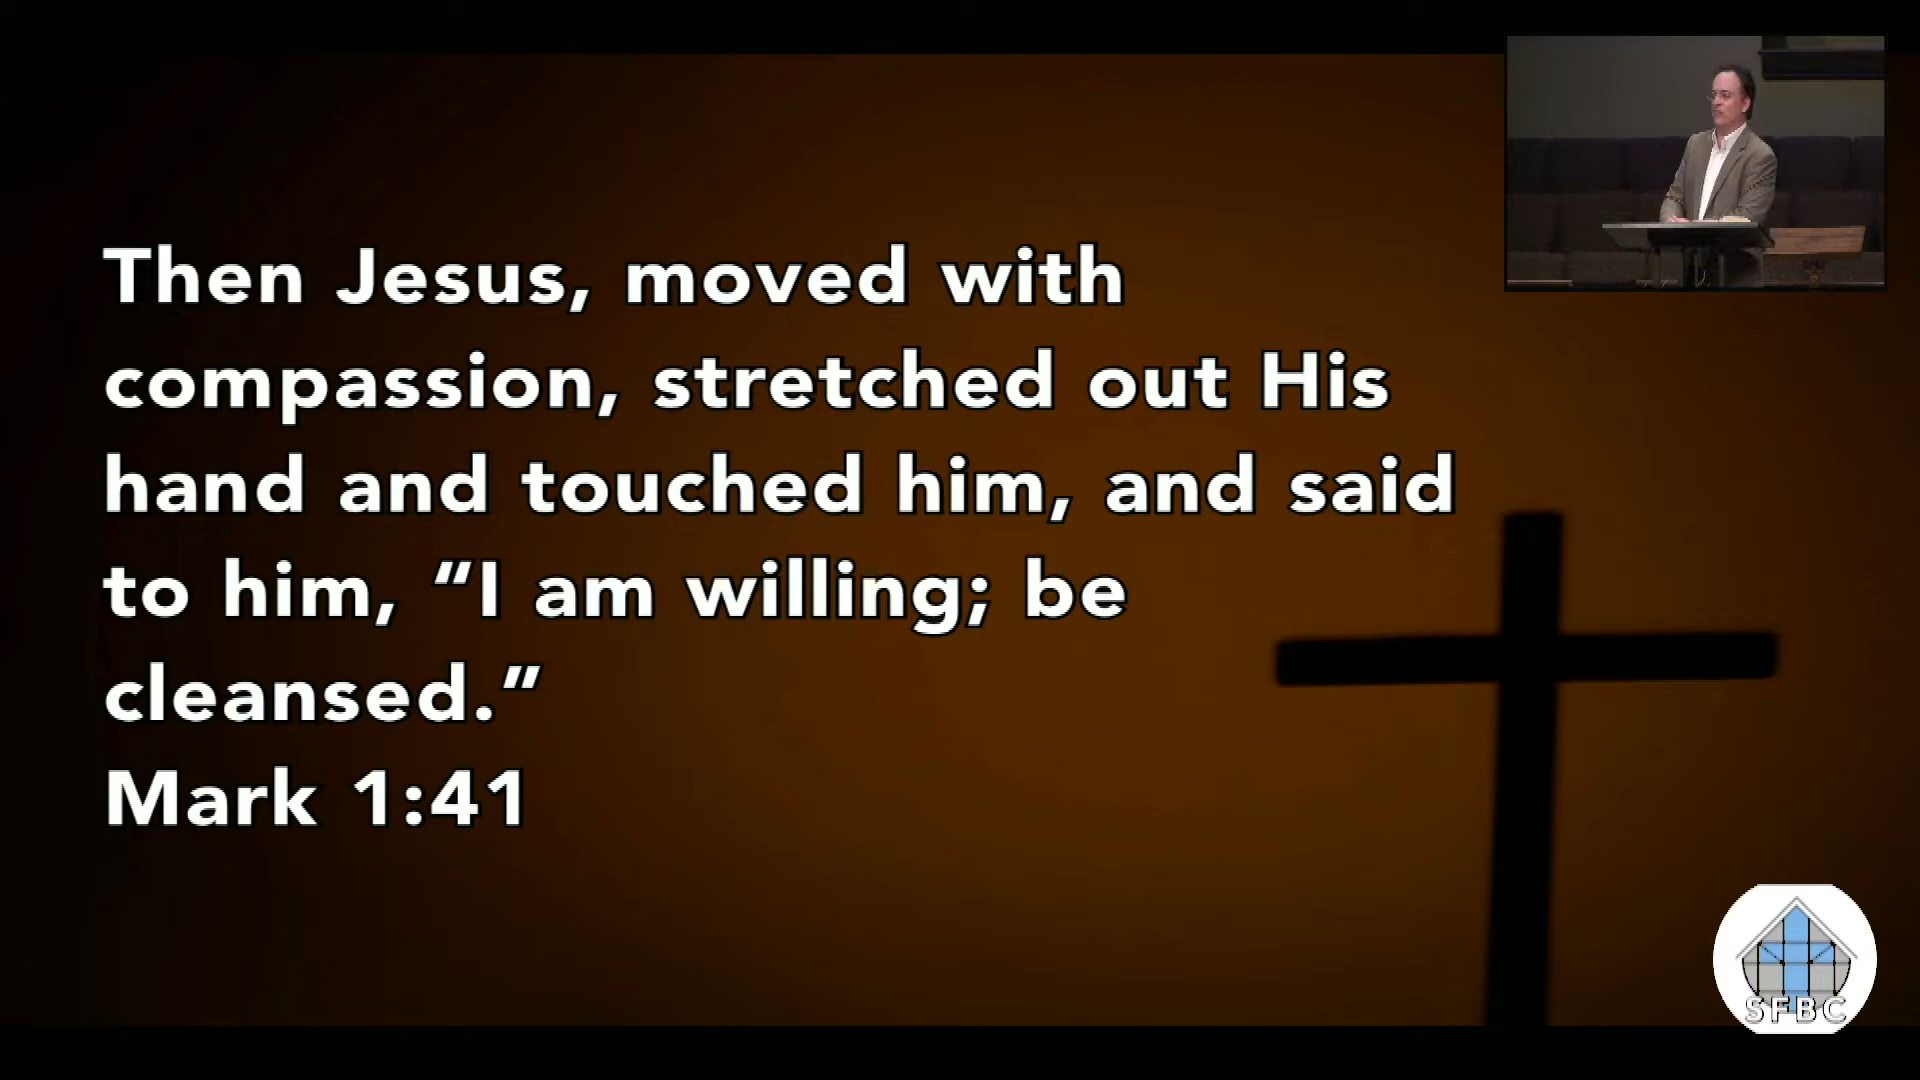 Then Jesus, moved with
compassion, stretched out His
hand and touched him, and said
to him, “I am willing; be
cleansed.”
Mark 1:41
SFBC